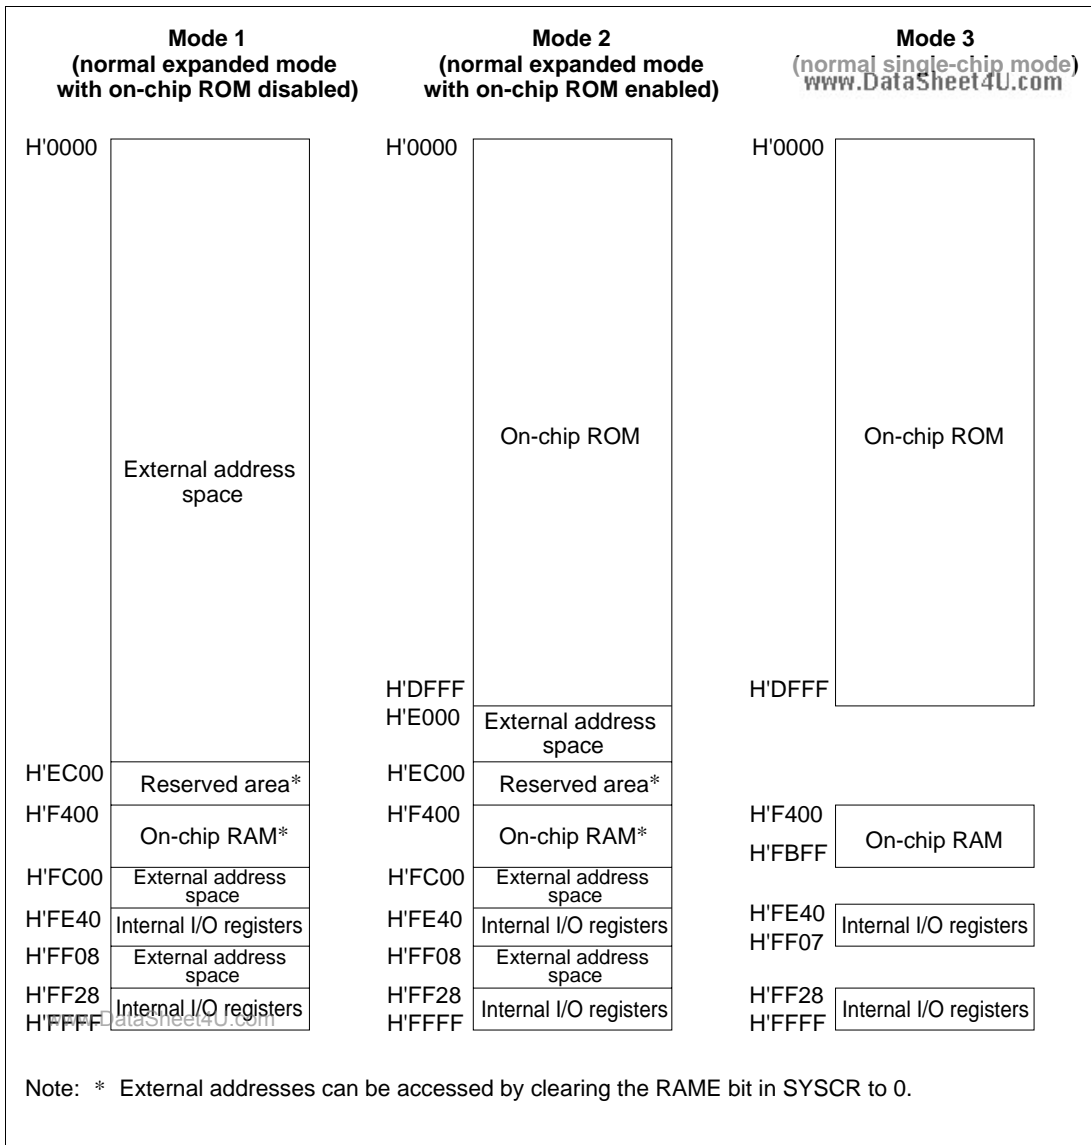 Mode 1
(normal expanded mode
with on-chip ROM disabled)
Mode 2
(normal expanded mode
with on-chip ROM enabled)
Mode 3
(normal single-chip mode)
www.DataSheet4U.com
H'0000
External address
space
H'EC00
Reserved area*
H'F400
On-chip RAM*
H'FC00
External address
space
H'FE40
Internal I/O registers
H'FF08
External address
space
H'FF28
Internal I/O registers
H'FFFF
www.DataSheet4U.com
H'0000
On-chip ROM
H'DFFF
H'E000
External address
space
H'EC00
Reserved area*
H'F400
On-chip RAM*
H'FC00
External address
space
H'FE40
Internal I/O registers
H'FF08
External address
space
H'FF28
Internal I/O registers
H'FFFF
H'0000
On-chip ROM
H'DFFF
H'F400
On-chip RAM
H'FBFF
H'FE40
Internal I/O registers
H'FF07
H'FF28
Internal I/O registers
H'FFFF
Note: * External addresses can be accessed by clearing the RAME bit in SYSCR to 0.